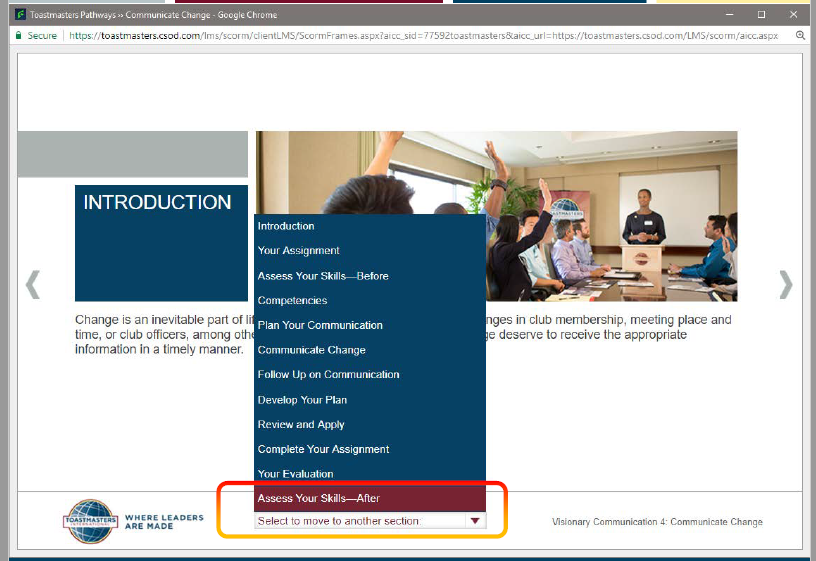 Toastmasters Pathways ›› Communicate Change - Google Chrome
Secure https://toastmasters.csod.com/lms/scorm/clientLMS/ScormFrames.aspx?aicc_sid=77592toastmasters&aicc_url=https://toastmasters.csod.com/LMS/scorm/aicc.aspx
INTRODUCTION
TOASTMASTERS
Introduction
Your Assignment
Assess Your Skills—Before
Competencies
Plan Your Communication
Communicate Change
Follow Up on Communication
Develop Your Plan
Review and Apply
Complete Your Assignment
Your Evaluation
Assess Your Skills—After
Select to move to another section:
Change is an inevitable part of nges in club membership, meeting place and
time, or club officers, among deserve to receive the appropriate
information in a timely manner.
TOASTMASTERS
INTERNATIONAL
WHERE LEADERS
ARE MADE
Visionary Communication 4: Communicate Change